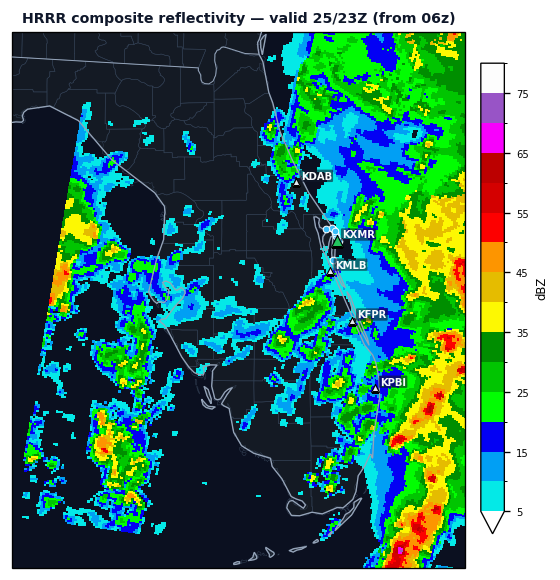 HRRR composite reflectivity — valid 25/23Z (from 06z)
KDAB
KXMR
KMLB
KFPR
KPBI
75
65
55
45
35
25
15
5
dBZ